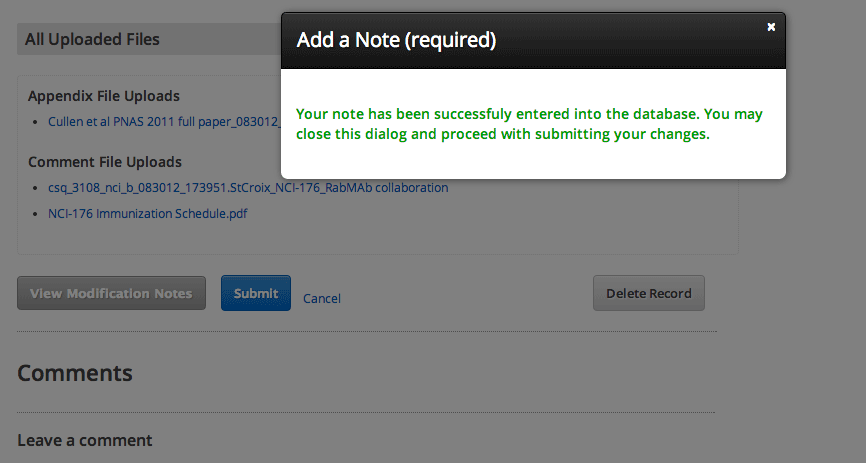 All Uploaded Files
Add a Note (required)
Your note has been successfuly entered into the database. You may
close this dialog and proceed with submitting your changes.
Appendix File Uploads
Cullen et al PNAS 2011 full paper_083012_
Comment File Uploads
csq_3108_nci_b_083012_173951.StCroix_NCI-176_RabMAb collaboration
NCI-176 Immunization Schedule.pdf
View Modification Notes
Submit
Cancel
Delete Record
Comments
Leave a comment